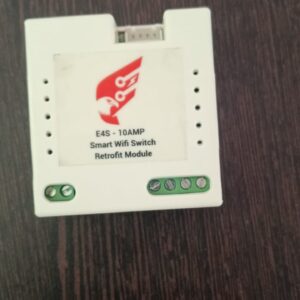 E4S - 10AMP
Smart Wifi Switch
Retrofit Module